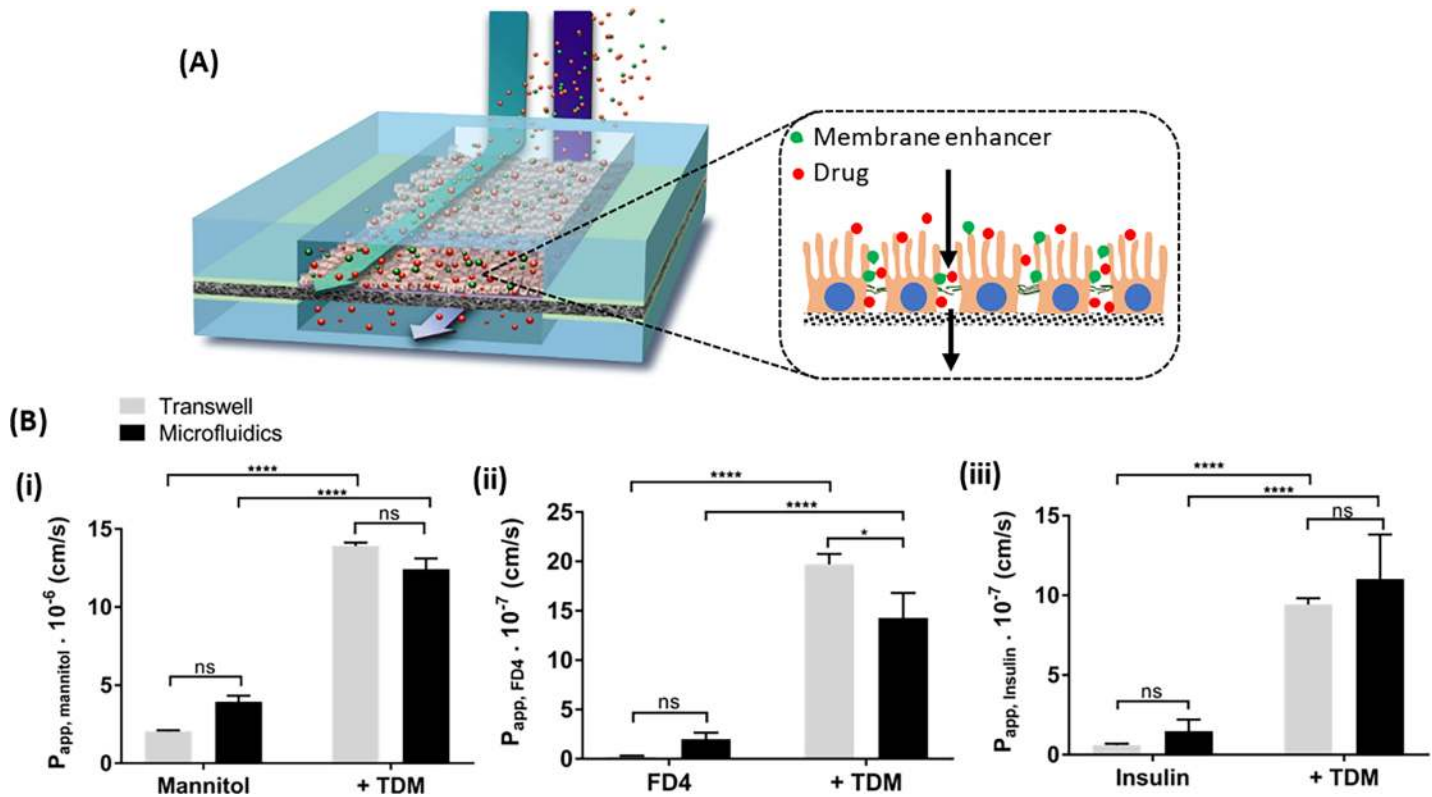 (A)
Membrane enhancer
Drug
(B)
Transwell
Microfluidics
(i)
****
****
ns
ns
Papp, mannitol · 10-6 (cm/s)
15
10
5
0
Mannitol
+ TDM
(ii)
****
****
*
ns
Papp, FD4 · 10-7 (cm/s)
25
20
15
10
5
0
FD4
+ TDM
(iii)
****
****
ns
ns
Papp, Insulin · 10-7 (cm/s)
15
10
5
0
Insulin
+ TDM